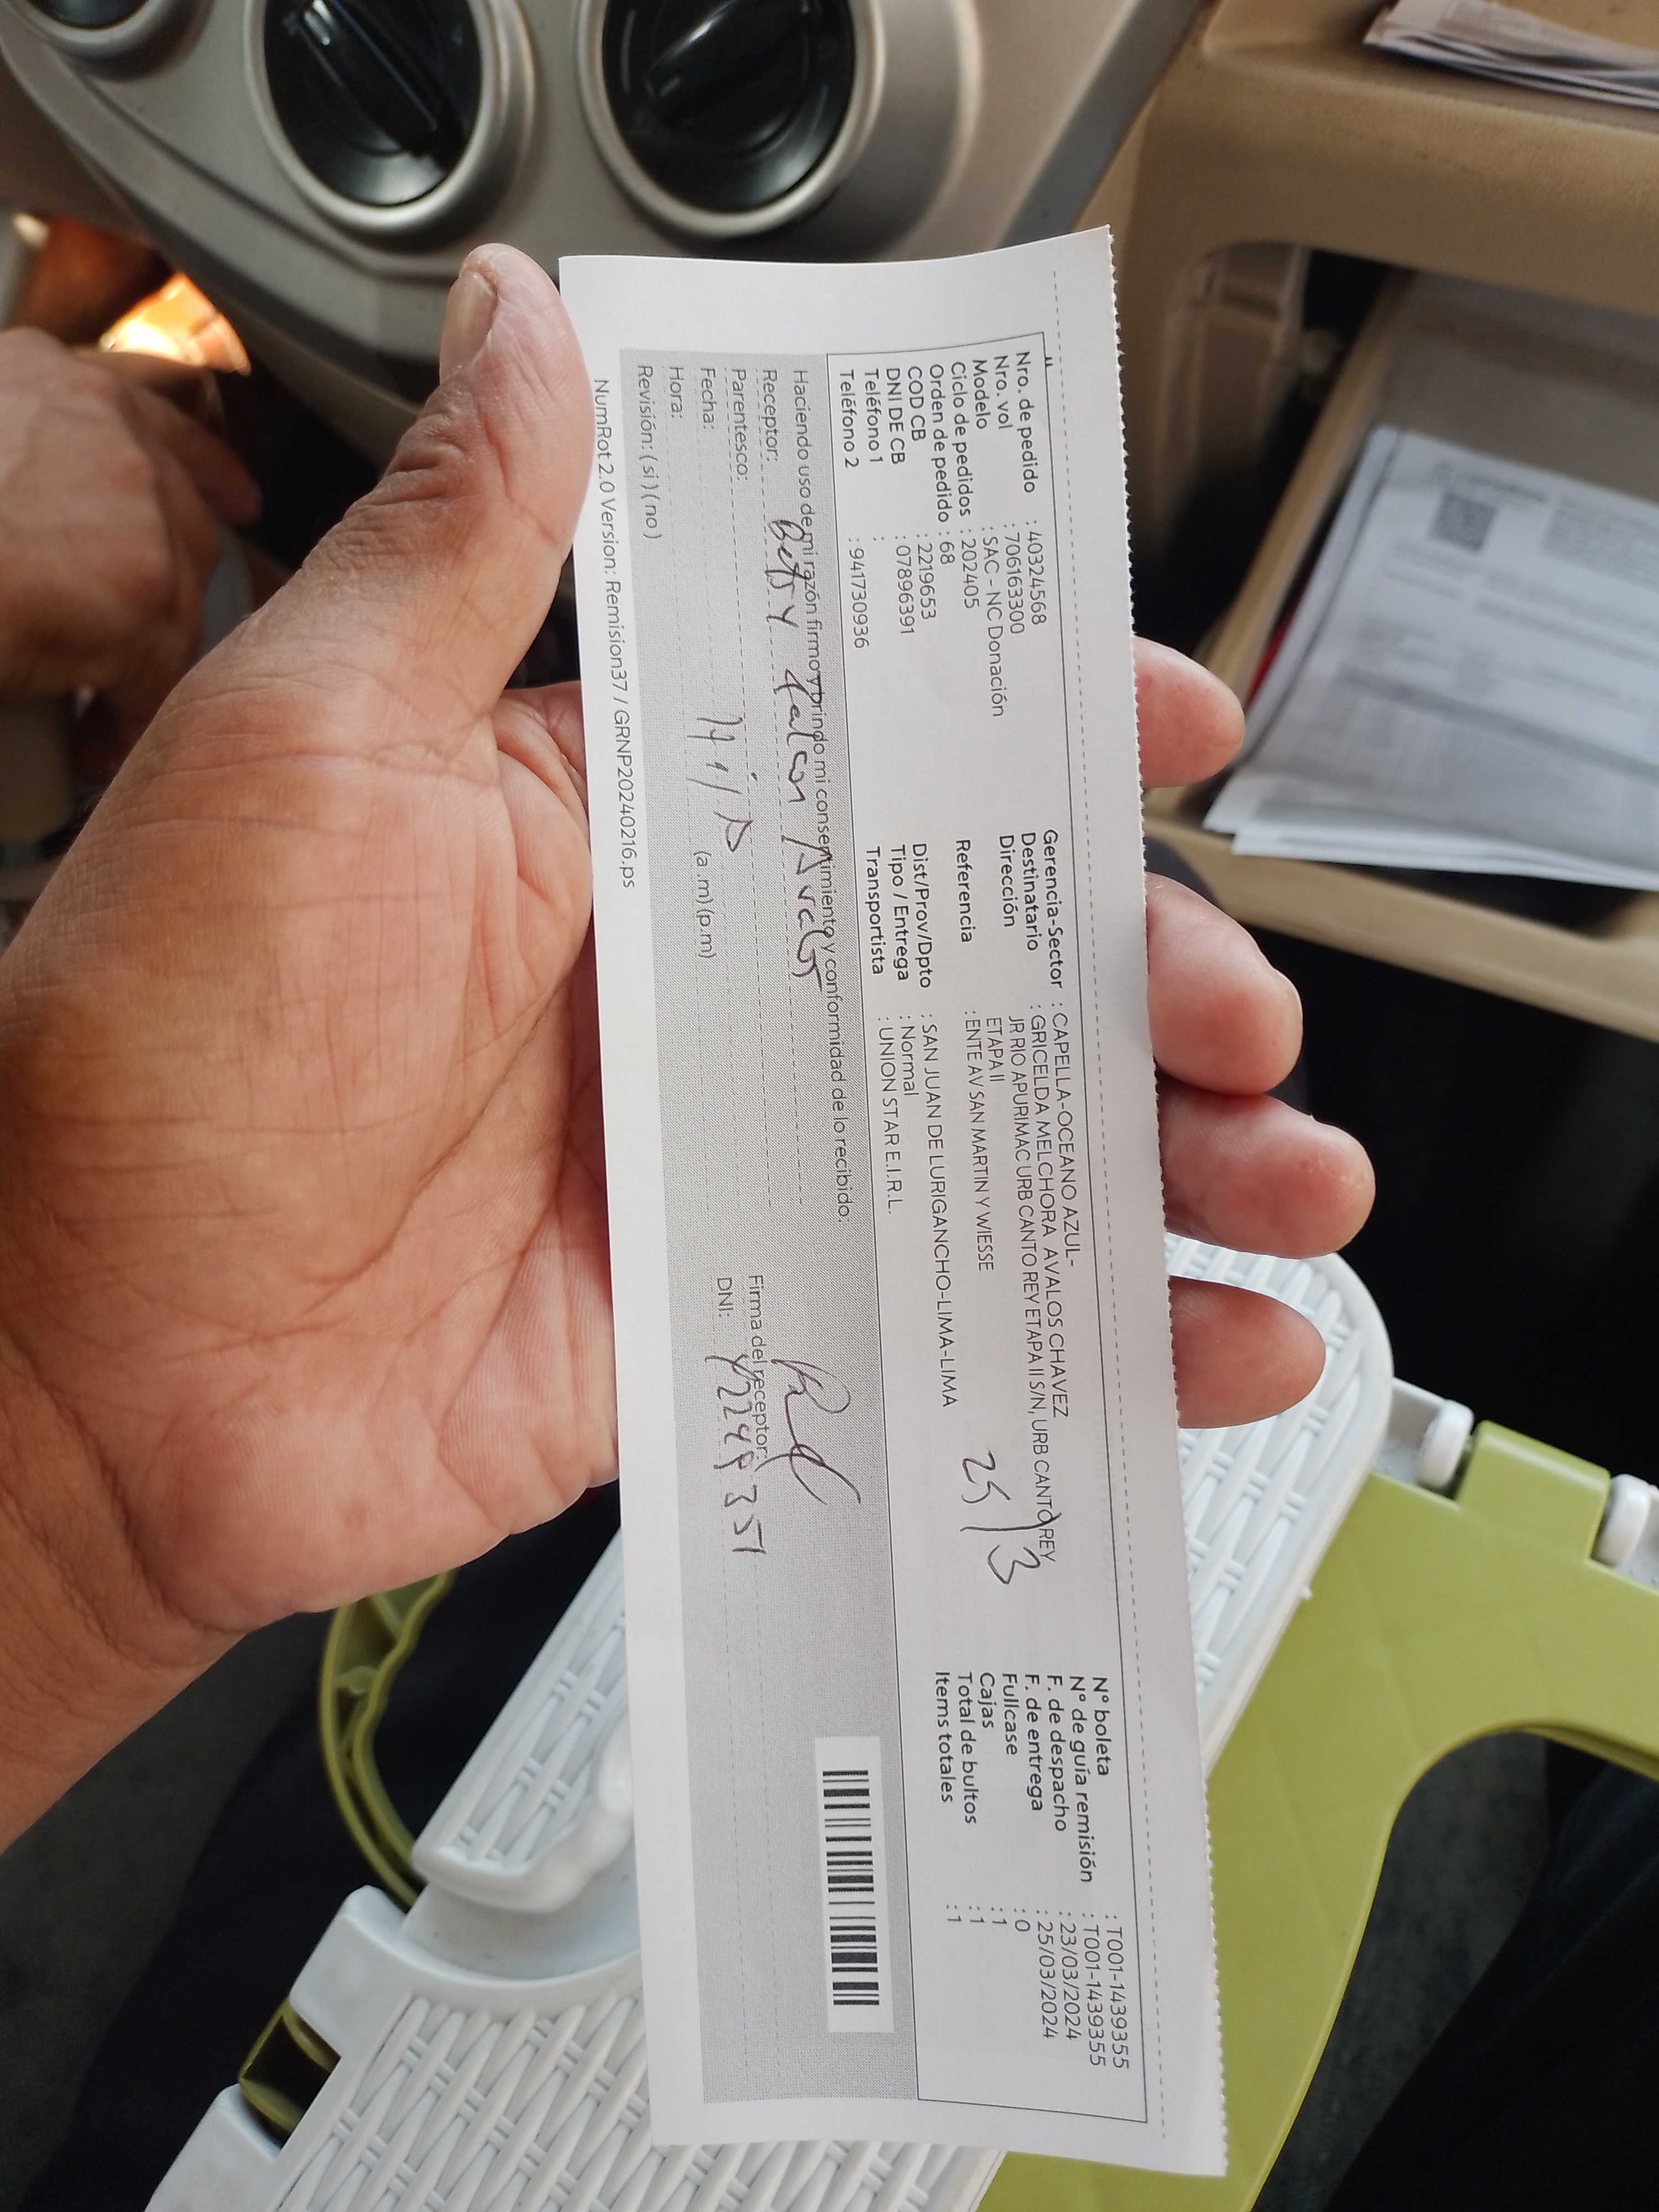 Nro. de pedido : 40324568
Nro. vol : 706163300
Modelo : SAC - NC Donación
Ciclo de pedidos : 202405
Orden de pedido : 68
COD CB : 2219653
DNI DE CB : 07896391
Teléfono 1 :
Teléfono 2 : 941730936
Gerencia-Sector : CAPELLA-OCEANO AZUL-
Destinatario : GRICELDA MELCHORA AVALOS CHAVEZ
Dirección : JR RIO APURIMAC URB CANTO REY ETAPA II S/N, URB CANTO REY
ETAPA II
Referencia : ENTE AV SAN MARTIN Y WIESSE
25/3
Dist/Prov/Dpto : SAN JUAN DE LURIGANCHO-LIMA-LIMA
Tipo / Entrega : Normal
Transportista : UNION STAR E.I.R.L.
N° boleta : T001-1439355
N° de guía remisión : T001-1439355
F. de despacho : 23/03/2024
F. de entrega : 25/03/2024
Fullcase : 0
Cajas : 1
Total de bultos : 1
Items totales : 1
Haciendo uso de mi razón firmo y brindo mi consentimiento y conformidad de lo recibido:
Receptor: Betsy
Parentesco:
Fecha:
Hora: (a.m) (p.m)
Revisión: ( si ) ( no )
Firma del receptor:
DNI:
NumRot 2.0 Version: Remision37 / GRNP20240216.ps